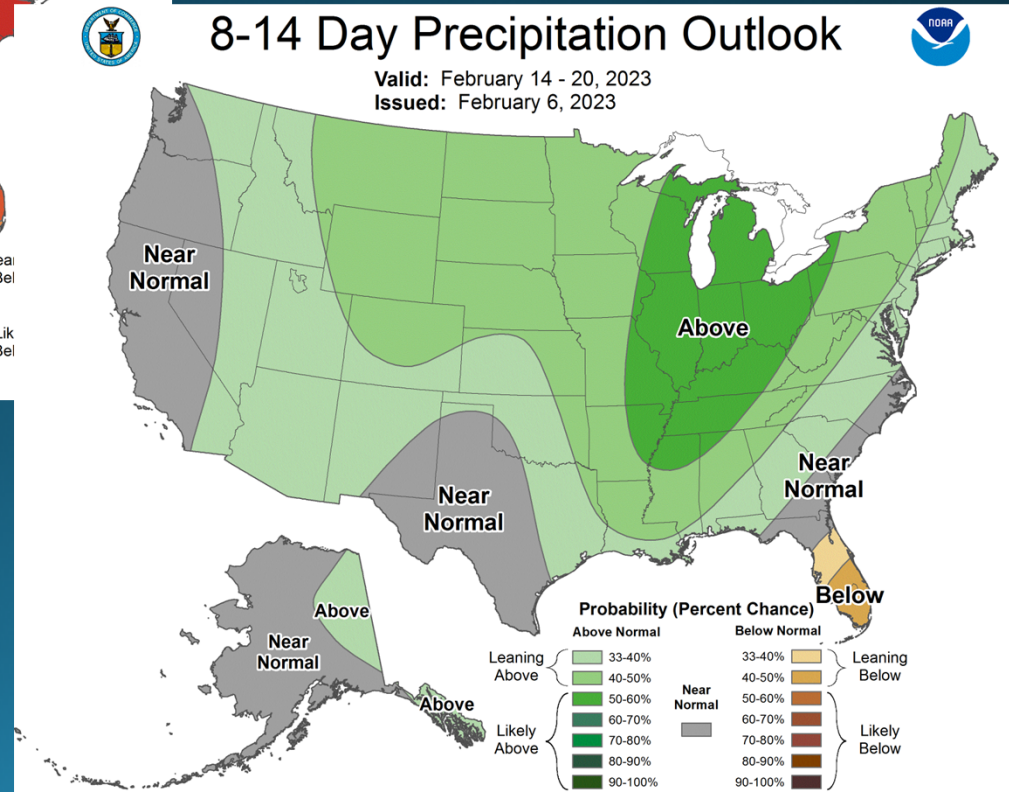 8-14 Day Precipitation Outlook
NOAA
Valid: February 14 - 20, 2023
Issued: February 6, 2023
Near
Normal
Above
Near
Normal
Near
Normal
Above
Near
Normal
Above
Below
Probability (Percent Chance)
Above Normal
Below Normal
Leaning
Above
33-40%
40-50%
Likely
Above
50-60%
60-70%
70-80%
80-90%
90-100%
Near
Normal
33-40%
40-50%
Leaning
Below
50-60%
60-70%
70-80%
80-90%
90-100%
Likely
Below